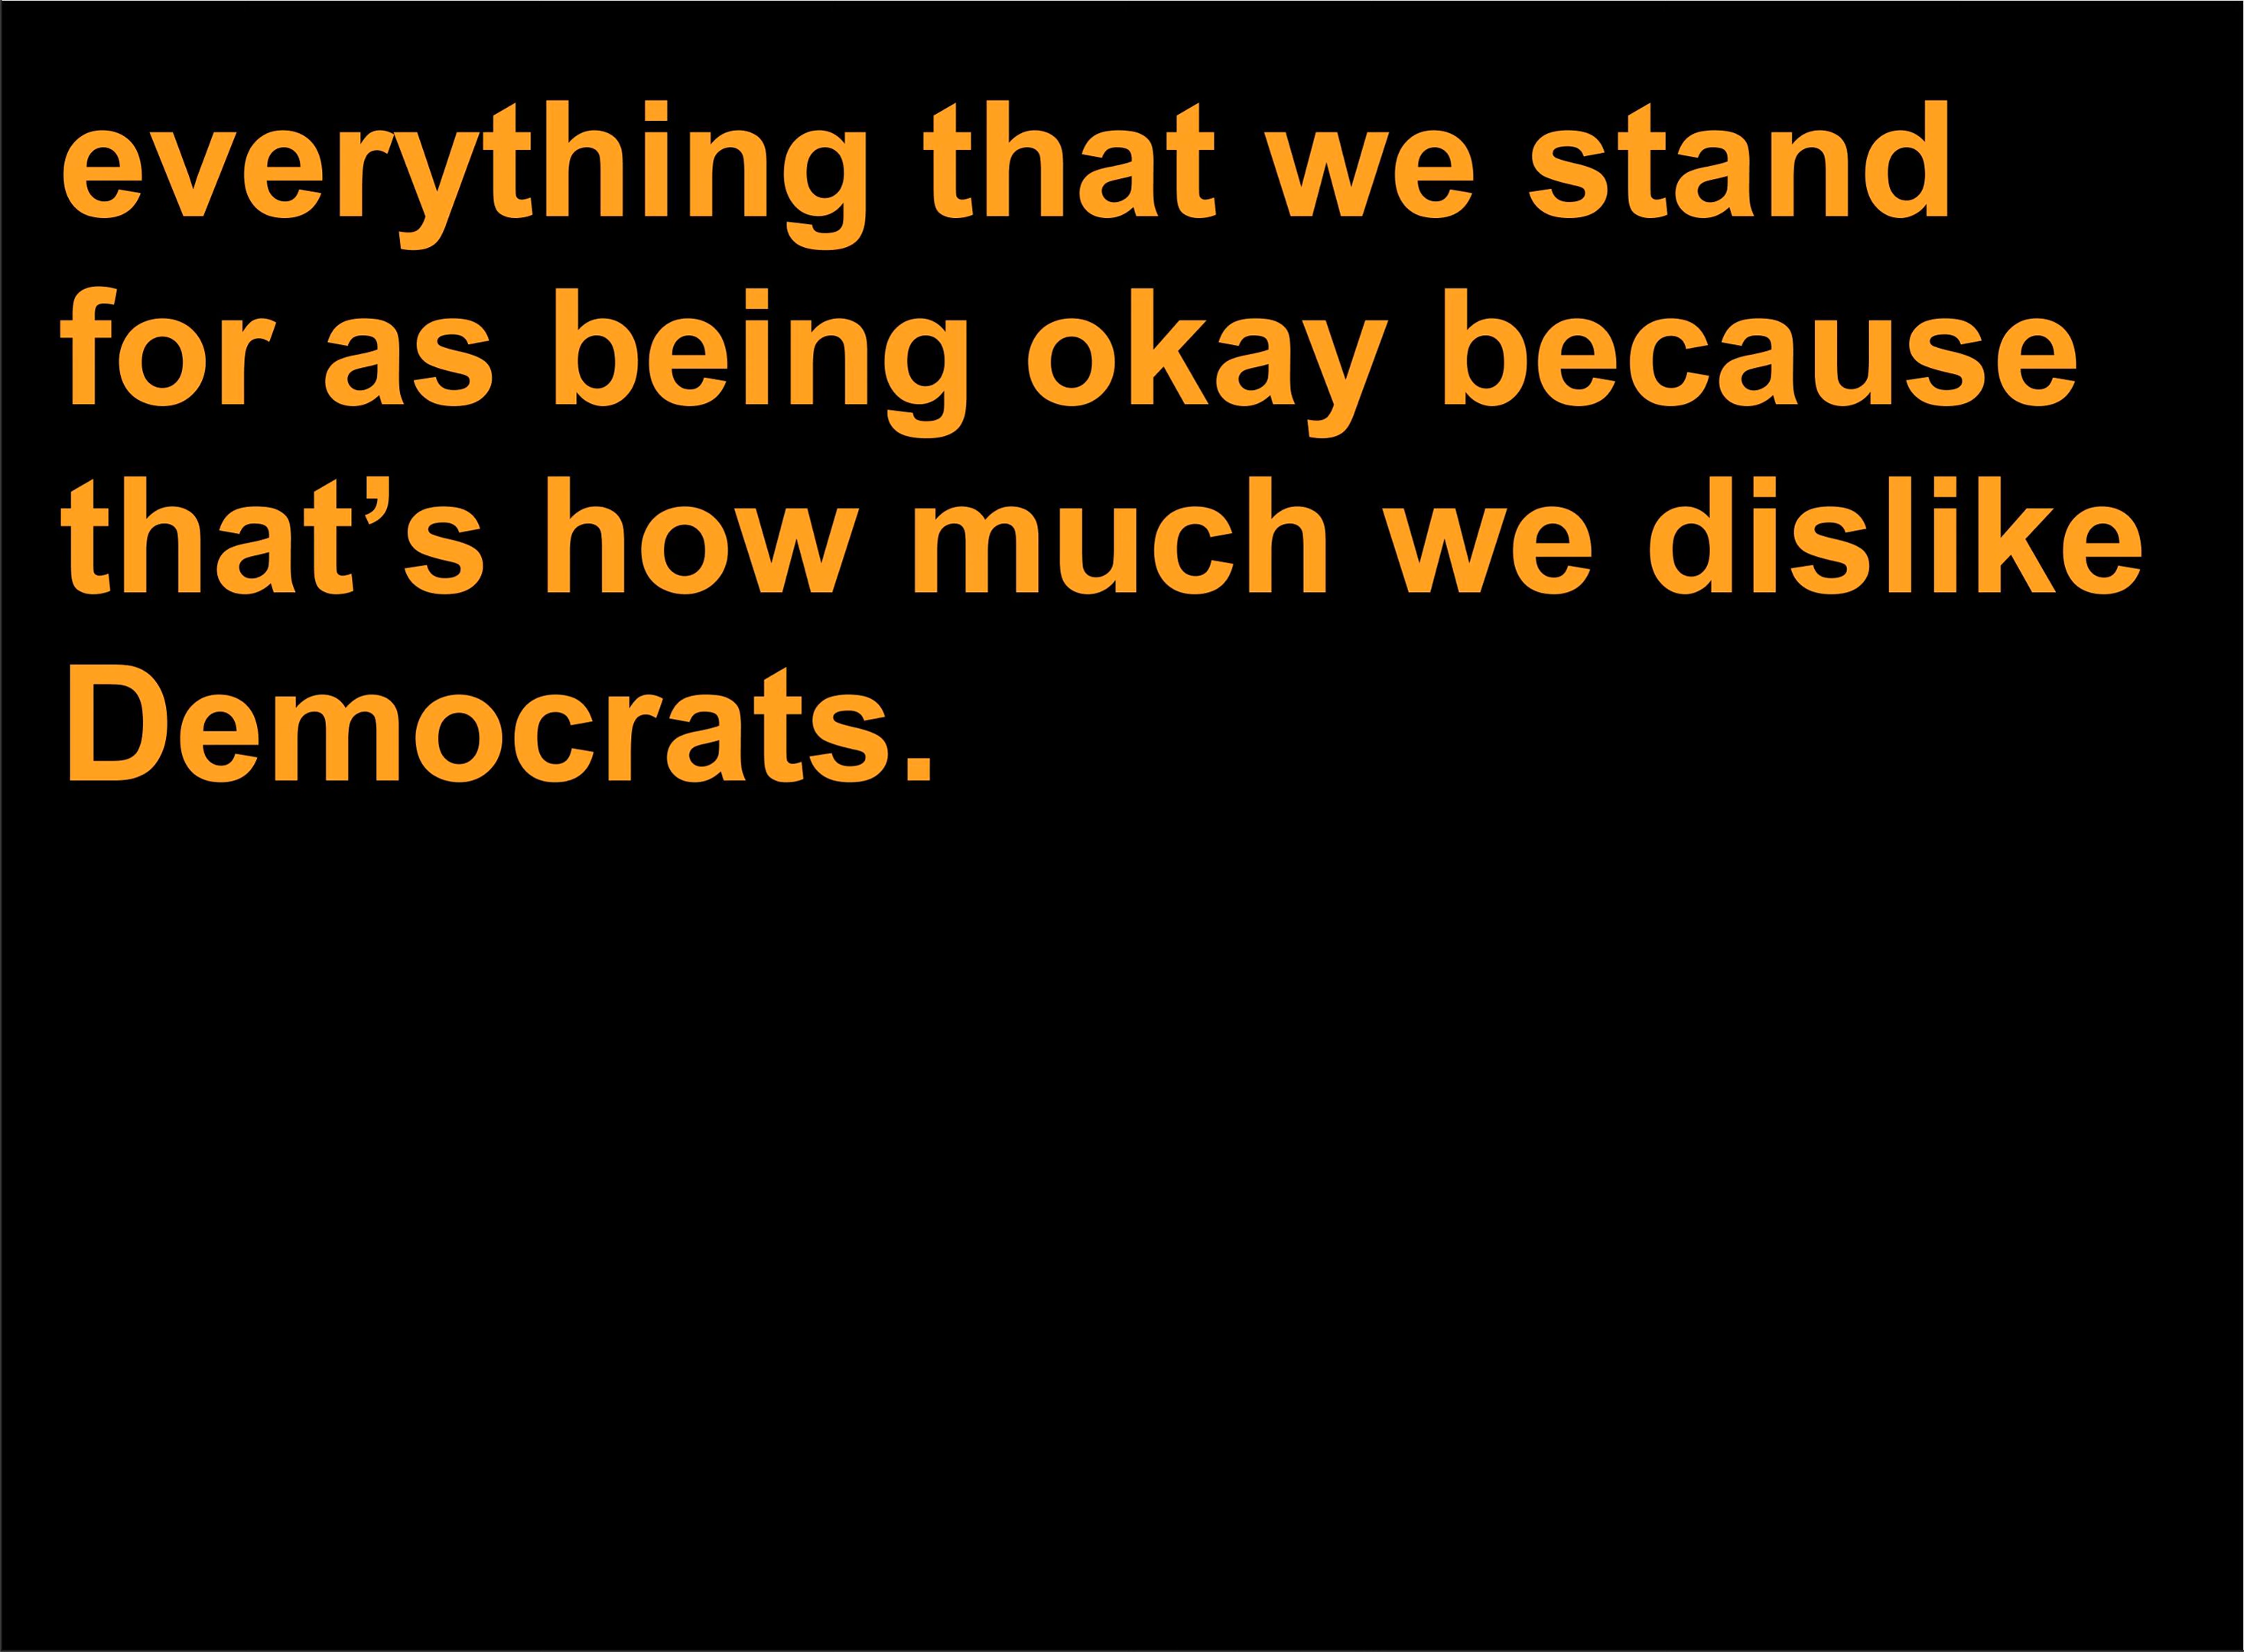 everything that we stand
for as being okay because
that’s how much we dislike
Democrats.